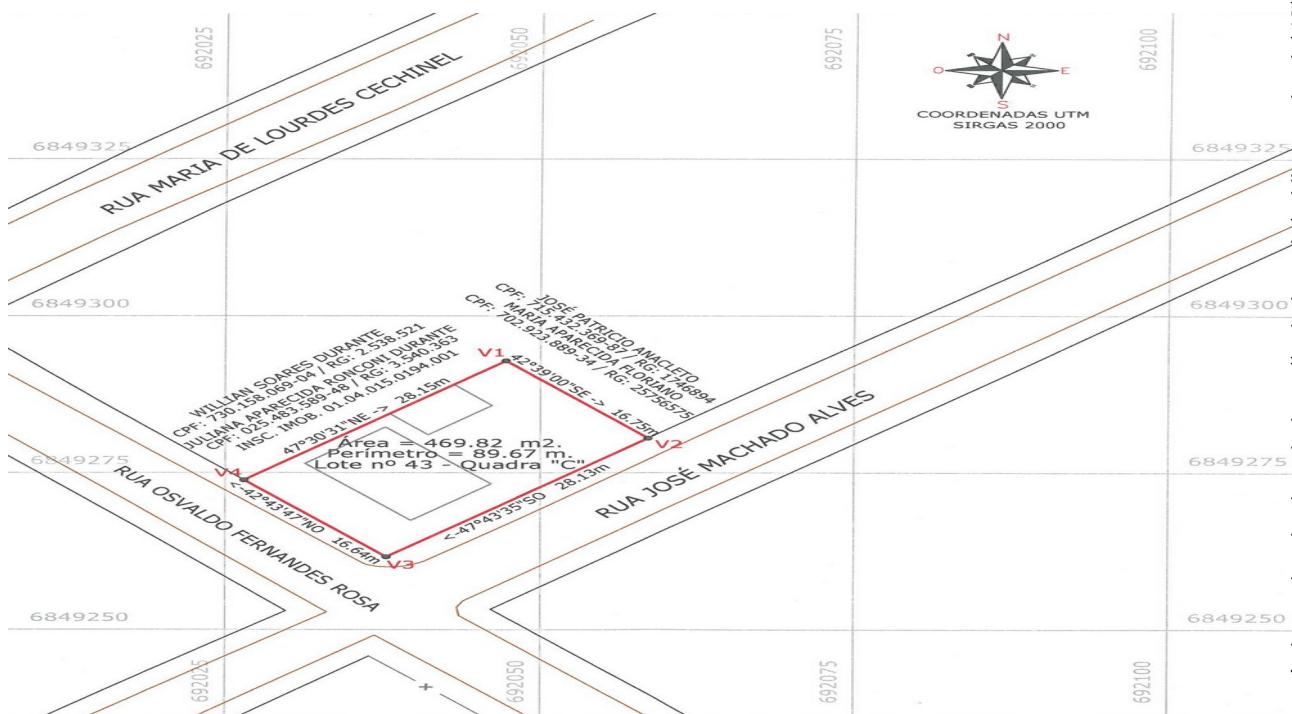 692025
692050
692075
692100
N
O
E
S
COORDENADAS UTM
SIRGAS 2000
RUA MARIA DE LOURDES CECHINEL
6849325
6849325
6849300
6849300
JOSÉ PATRICIO ANACLETO
CPF: 715.432.369-87 / RG: 1746894
MARIA APARECIDA FLORIANO
CPF: 702.923.889-34 / RG: 25756575
WILLIAN SOARES DURANTE
CPF: 730.158.069-04 / RG: 2.538.521
JULIANA APARECIDA RONCONI DURANTE
CPF: 025.483.589-48 / RG: 3.540.363
INSC. IMOB. 01.04.015.0194.001
V1
42°39'00"SE -> 16.75m
47°30'31"NE -> 28.15m
V2
Área = 469.82 m2.
Perímetro = 89.67 m.
Lote nº 43 - Quadra "C"
6849275
6849275
V4
<-42°43'47"NO 16.64m
<-47°43'35"SO 28.13m
V3
RUA JOSÉ MACHADO ALVES
RUA OSVALDO FERNANDES ROSA
6849250
6849250
692025
692050
692075
692100